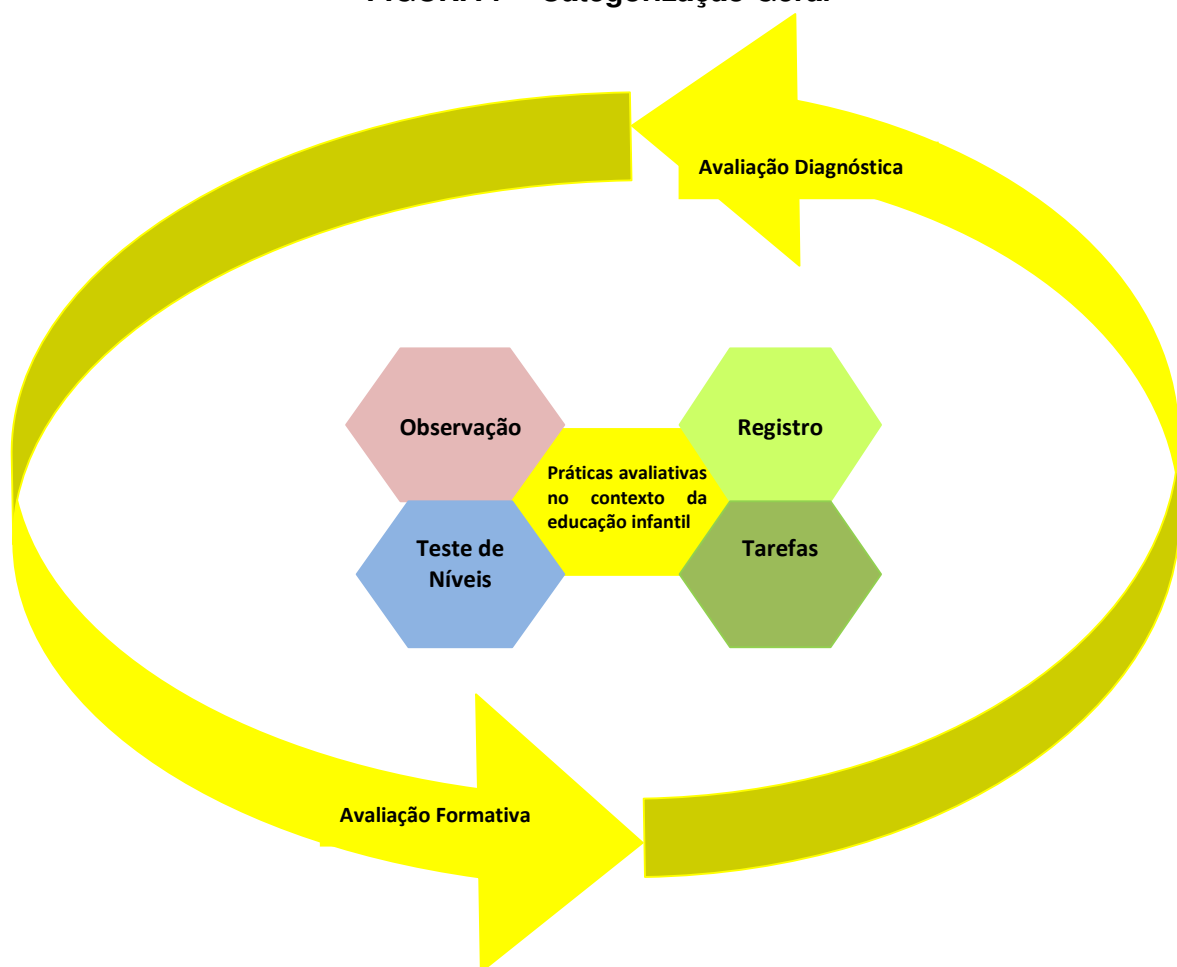 Avaliação Diagnóstica
Observação
Registro
Práticas avaliativas
no contexto da
educação infantil
Teste de
Níveis
Tarefas
Avaliação Formativa